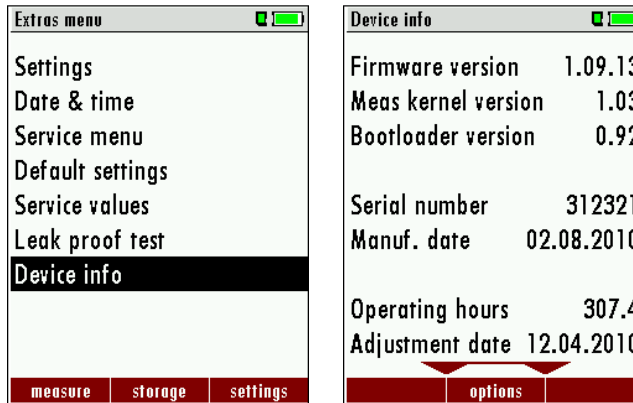 Extras menu
Settings
Date & time
Service menu
Default settings
Service values
Leak proof test
Device info
measure storage settings
Device info
Firmware version 1.09.13
Meas kernel version 1.03
Bootloader version 0.92
Serial number 312321
Manuf. date 02.08.2010
Operating hours 307.4
Adjustment date 12.04.2010
options